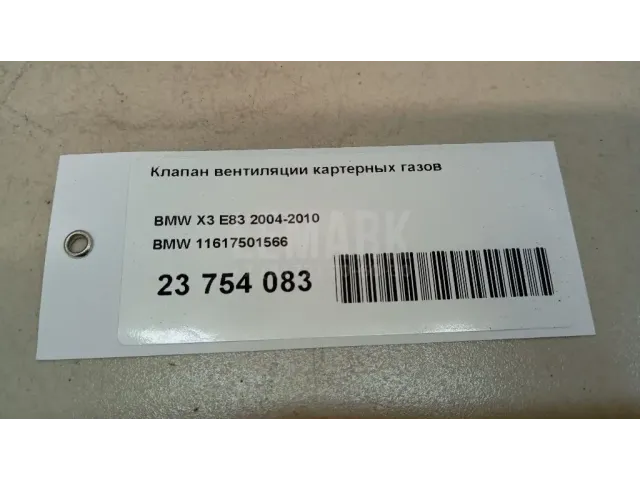 Клапан вентиляции картерных газов
BMW X3 E83 2004-2010
BMW 11617501566
23 754 083